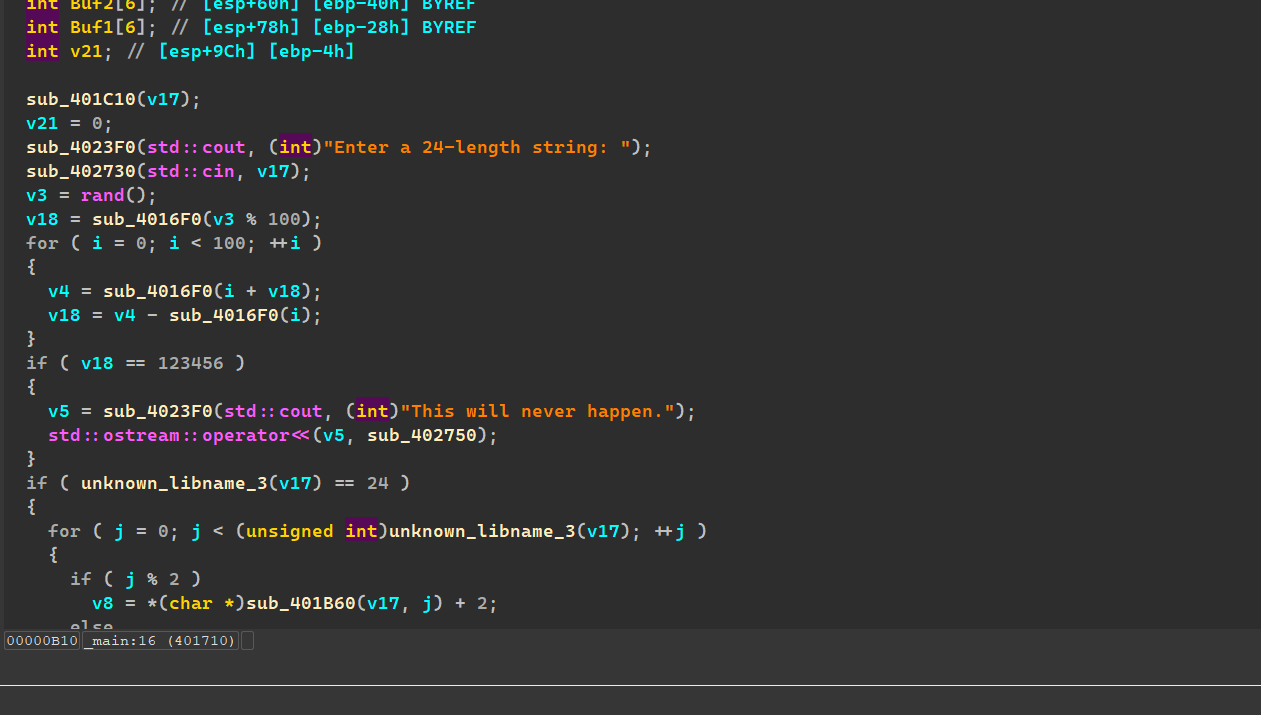 int Buf2[6]; // [esp+60h] [ebp-40h] BYREF
int Buf1[6]; // [esp+78h] [ebp-28h] BYREF
int v21; // [esp+9Ch] [ebp-4h]
sub_401C10(v17);
v21 = 0;
sub_4023F0(std::cout, (int)"Enter a 24-length string: ");
sub_402730(std::cin, v17);
v3 = rand();
v18 = sub_4016F0(v3 % 100);
for ( i = 0; i < 100; ++i )
{
v4 = sub_4016F0(i + v18);
v18 = v4 - sub_4016F0(i);
}
if ( v18 == 123456 )
{
v5 = sub_4023F0(std::cout, (int)"This will never happen.");
std::ostream::operator<<(v5, sub_402750);
}
if ( unknown_libname_3(v17) == 24 )
{
for ( j = 0; j < (unsigned int)unknown_libname_3(v17); ++j )
{
if ( j % 2 )
v8 = *(char *)sub_401B60(v17, j) + 2;
else
00000B10 _main:16 (401710)